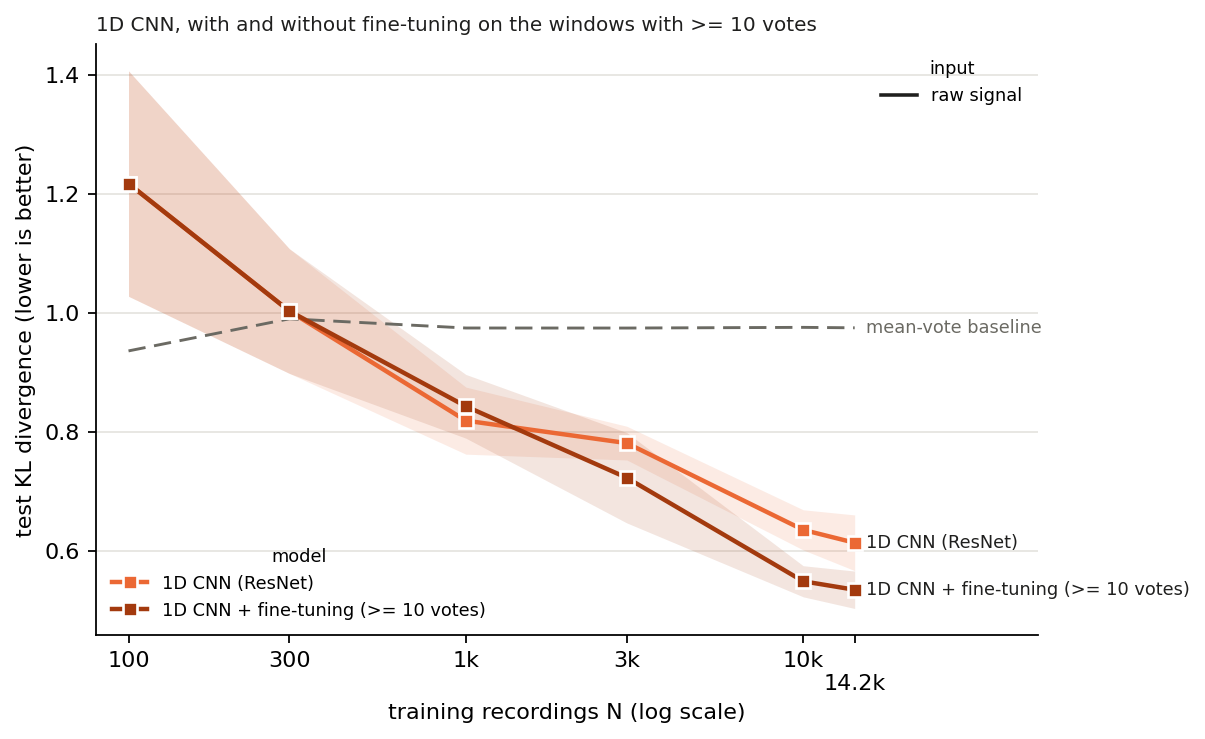 1D CNN, with and without fine-tuning on the windows with >= 10 votes
input
raw signal
1.4
1.2
1.0
0.8
0.6
test KL divergence (lower is better)
mean-vote baseline
1D CNN (ResNet)
1D CNN + fine-tuning (>= 10 votes)
model
1D CNN (ResNet)
1D CNN + fine-tuning (>= 10 votes)
100
300
1k
3k
10k
14.2k
training recordings N (log scale)